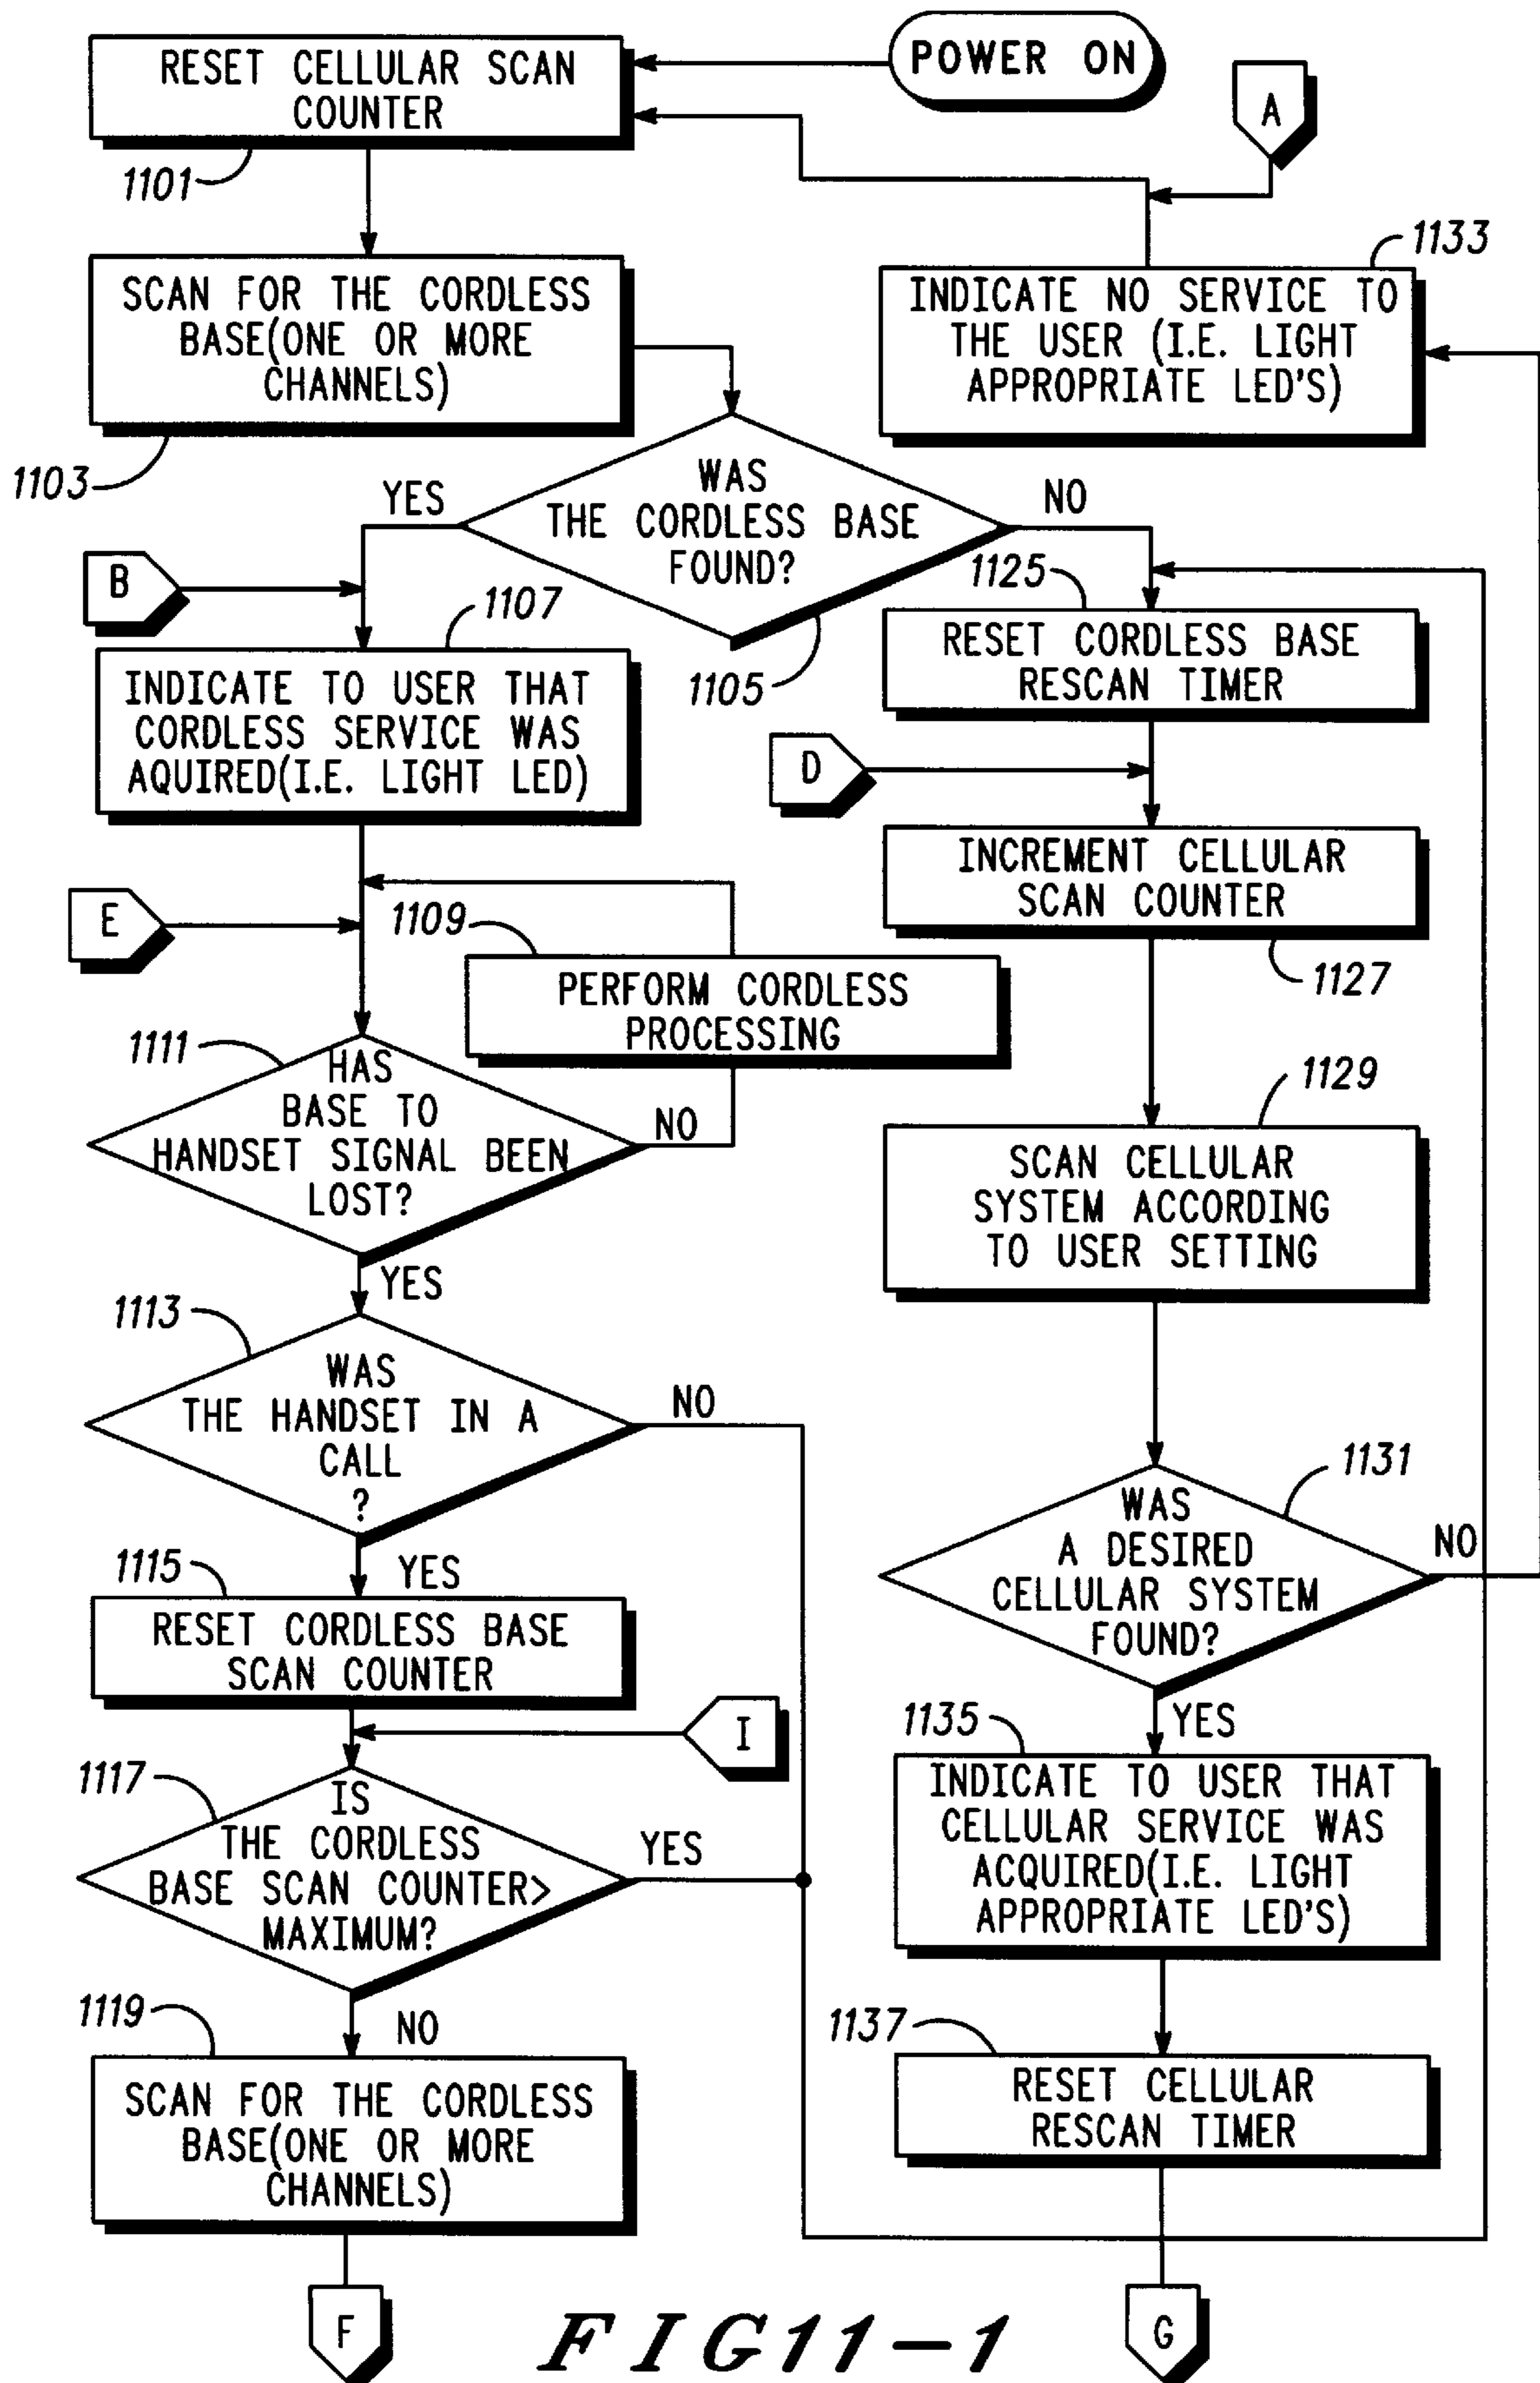 RESET CELLULAR SCAN
COUNTER
POWER ON
A
1101
1133
SCAN FOR THE CORDLESS
BASE(ONE OR MORE
CHANNELS)
INDICATE NO SERVICE TO
THE USER (I.E. LIGHT
APPROPRIATE LED'S)
1103
YES
WAS
THE CORDLESS BASE
FOUND?
NO
B
1107
1105
1125
RESET CORDLESS BASE
RESCAN TIMER
INDICATE TO USER THAT
CORDLESS SERVICE WAS
AQUIRED(I.E. LIGHT LED)
D
INCREMENT CELLULAR
SCAN COUNTER
1127
E
1109
PERFORM CORDLESS
PROCESSING
1111
HAS
BASE TO
HANDSET SIGNAL BEEN
LOST?
NO
YES
1129
SCAN CELLULAR
SYSTEM ACCORDING
TO USER SETTING
1113
WAS
THE HANDSET IN A
CALL
?
NO
YES
1131
WAS
A DESIRED
CELLULAR SYSTEM
FOUND?
NO
YES
1115
RESET CORDLESS BASE
SCAN COUNTER
I
1135
INDICATE TO USER THAT
CELLULAR SERVICE WAS
ACQUIRED(I.E. LIGHT
APPROPRIATE LED'S)
1117
IS
THE CORDLESS
BASE SCAN COUNTER>
MAXIMUM?
YES
NO
1119
SCAN FOR THE CORDLESS
BASE(ONE OR MORE
CHANNELS)
1137
RESET CELLULAR
RESCAN TIMER
F
G
FIG11-1